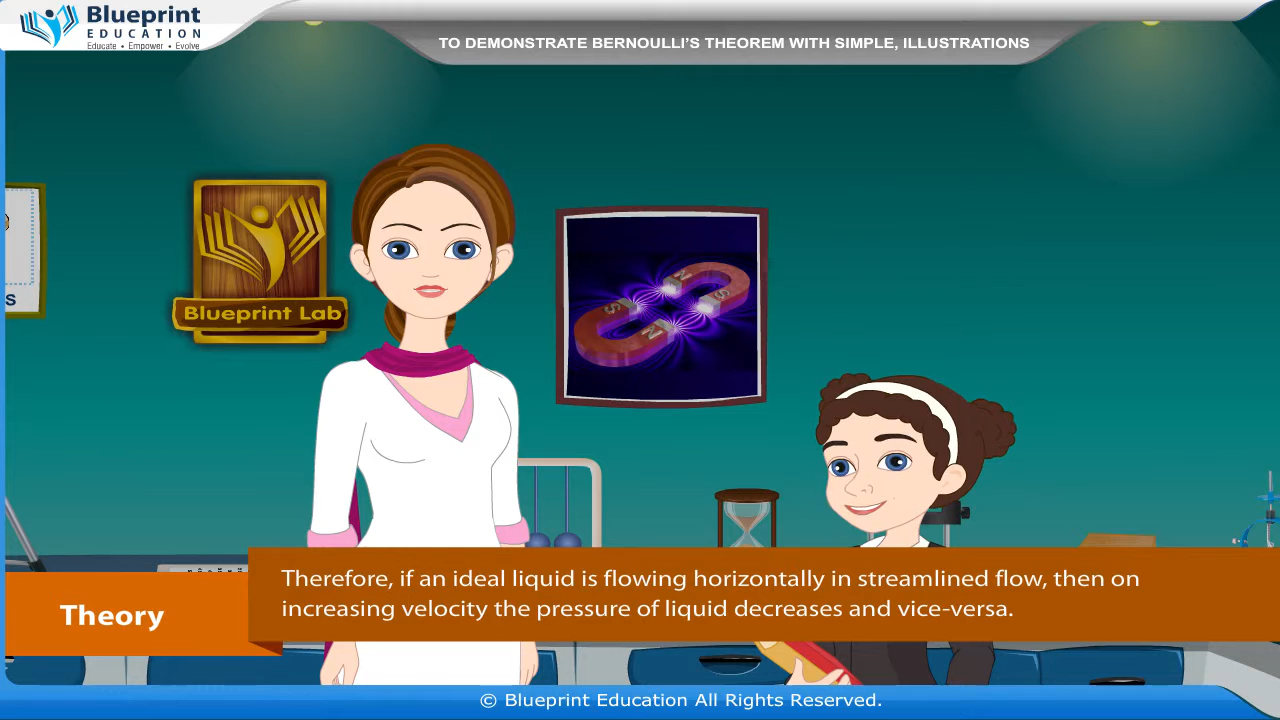 Blueprint
EDUCATION
Educate • Empower • Evolve
TO DEMONSTRATE BERNOULLI'S THEOREM WITH SIMPLE, ILLUSTRATIONS
S
Blueprint Lab
N
S
S
N
Therefore, if an ideal liquid is flowing horizontally in streamlined flow, then on
increasing velocity the pressure of liquid decreases and vice-versa.
Theory
© Blueprint Education All Rights Reserved.